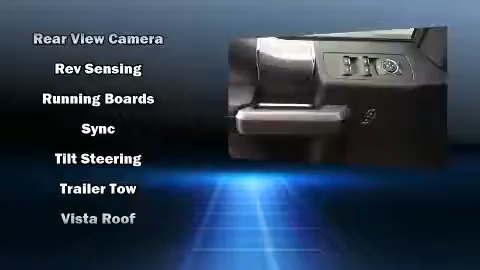 Rear View Camera
Rev Sensing
Running Boards
Sync
Tilt Steering
Trailer Tow
Vista Roof